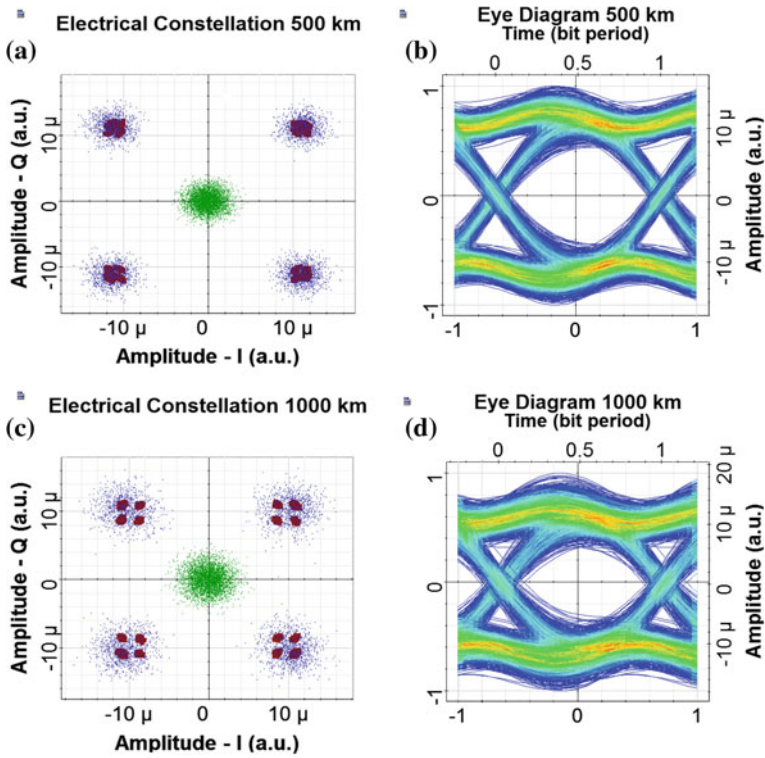 Electrical Constellation 500 km
(a)
Amplitude - Q (a.u.)
10 µ
0
-10 µ
-10 µ 0 10 µ
Amplitude - I (a.u.)
Eye Diagram 500 km
Time (bit period)
(b)
0 0.5 1
1
0
-1
10 µ
0
-10 µ
Amplitude (a.u.)
-1 0 1
Electrical Constellation 1000 km
(c)
Amplitude - Q (a.u.)
10 µ
0
-10 µ
-10 µ 0 10 µ
Amplitude - I (a.u.)
Eye Diagram 1000 km
Time (bit period)
(d)
0 0.5 1
1
0
-1
20 µ
10 µ
0
-10 µ
Amplitude (a.u.)
-1 0 1